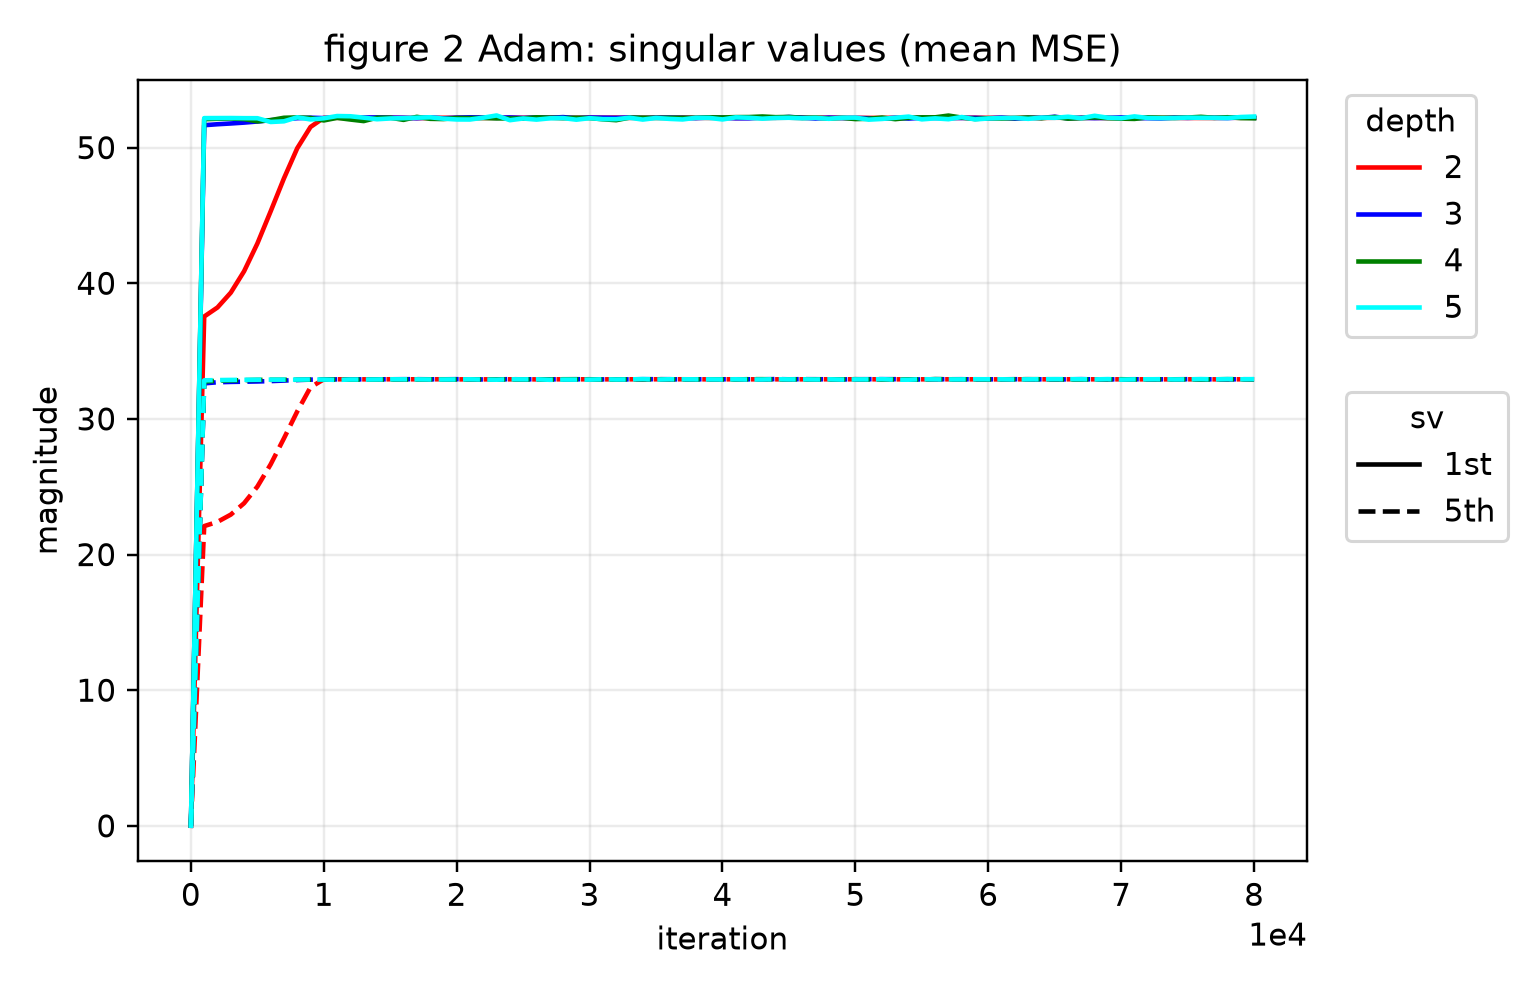 figure 2 Adam: singular values (mean MSE)
magnitude
50
40
30
20
10
0
0 1 2 3 4 5 6 7 8
1e4
iteration
depth
2
3
4
5
sv
1st
5th